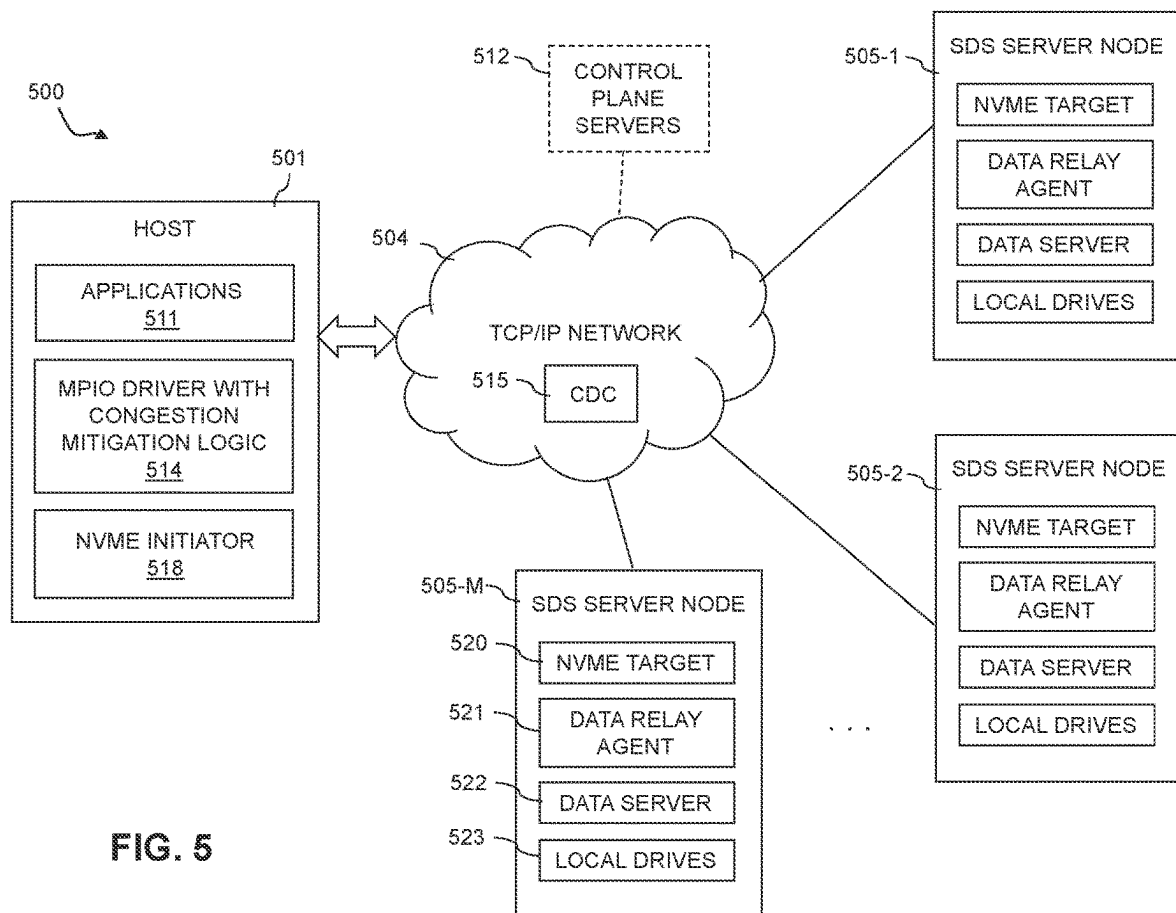 500
501
HOST
APPLICATIONS
511
MPIO DRIVER WITH
CONGESTION
MITIGATION LOGIC
514
NVME INITIATOR
518
512
CONTROL
PLANE
SERVERS
504
TCP/IP NETWORK
515
CDC
505-1
SDS SERVER NODE
NVME TARGET
DATA RELAY
AGENT
DATA SERVER
LOCAL DRIVES
505-2
SDS SERVER NODE
NVME TARGET
DATA RELAY
AGENT
DATA SERVER
LOCAL DRIVES
505-M
SDS SERVER NODE
520
NVME TARGET
521
DATA RELAY
AGENT
522
DATA SERVER
523
LOCAL DRIVES
. . .
FIG. 5